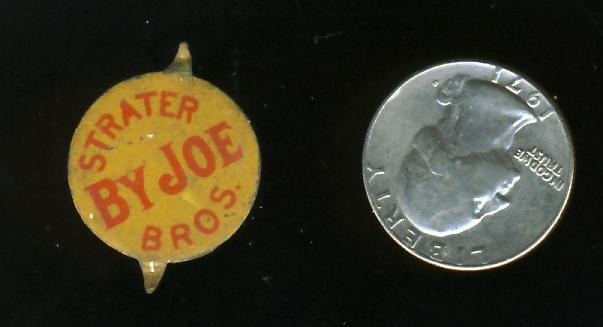 STRATER
BY JOE
BROS.
LIBERTY
IN GOD WE
TRUST
1971